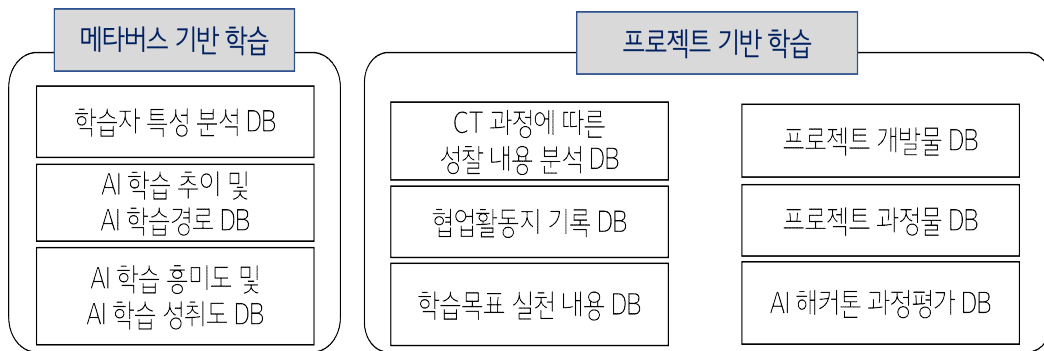 메타버스 기반 학습
학습자 특성 분석 DB
AI 학습 추이 및
AI 학습경로 DB
AI 학습 흥미도 및
AI 학습 성취도 DB
프로젝트 기반 학습
CT 과정에 따른
성찰 내용 분석 DB
협업활동지 기록 DB
학습목표 실천 내용 DB
프로젝트 개발물 DB
프로젝트 과정물 DB
AI 해커톤 과정평가 DB